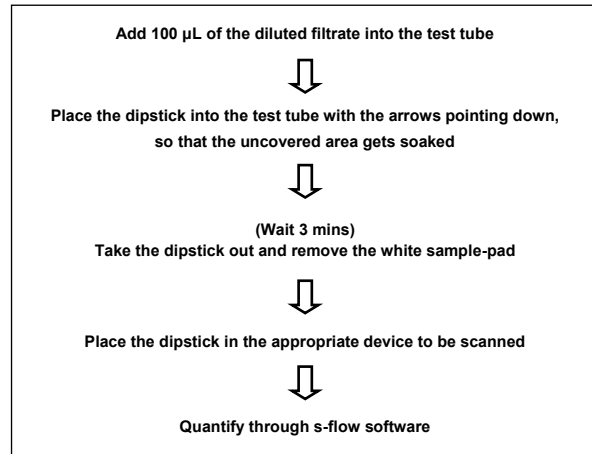 Add 100 µL of the diluted filtrate into the test tube
Place the dipstick into the test tube with the arrows pointing down,
so that the uncovered area gets soaked
(Wait 3 mins)
Take the dipstick out and remove the white sample-pad
Place the dipstick in the appropriate device to be scanned
Quantify through s-flow software